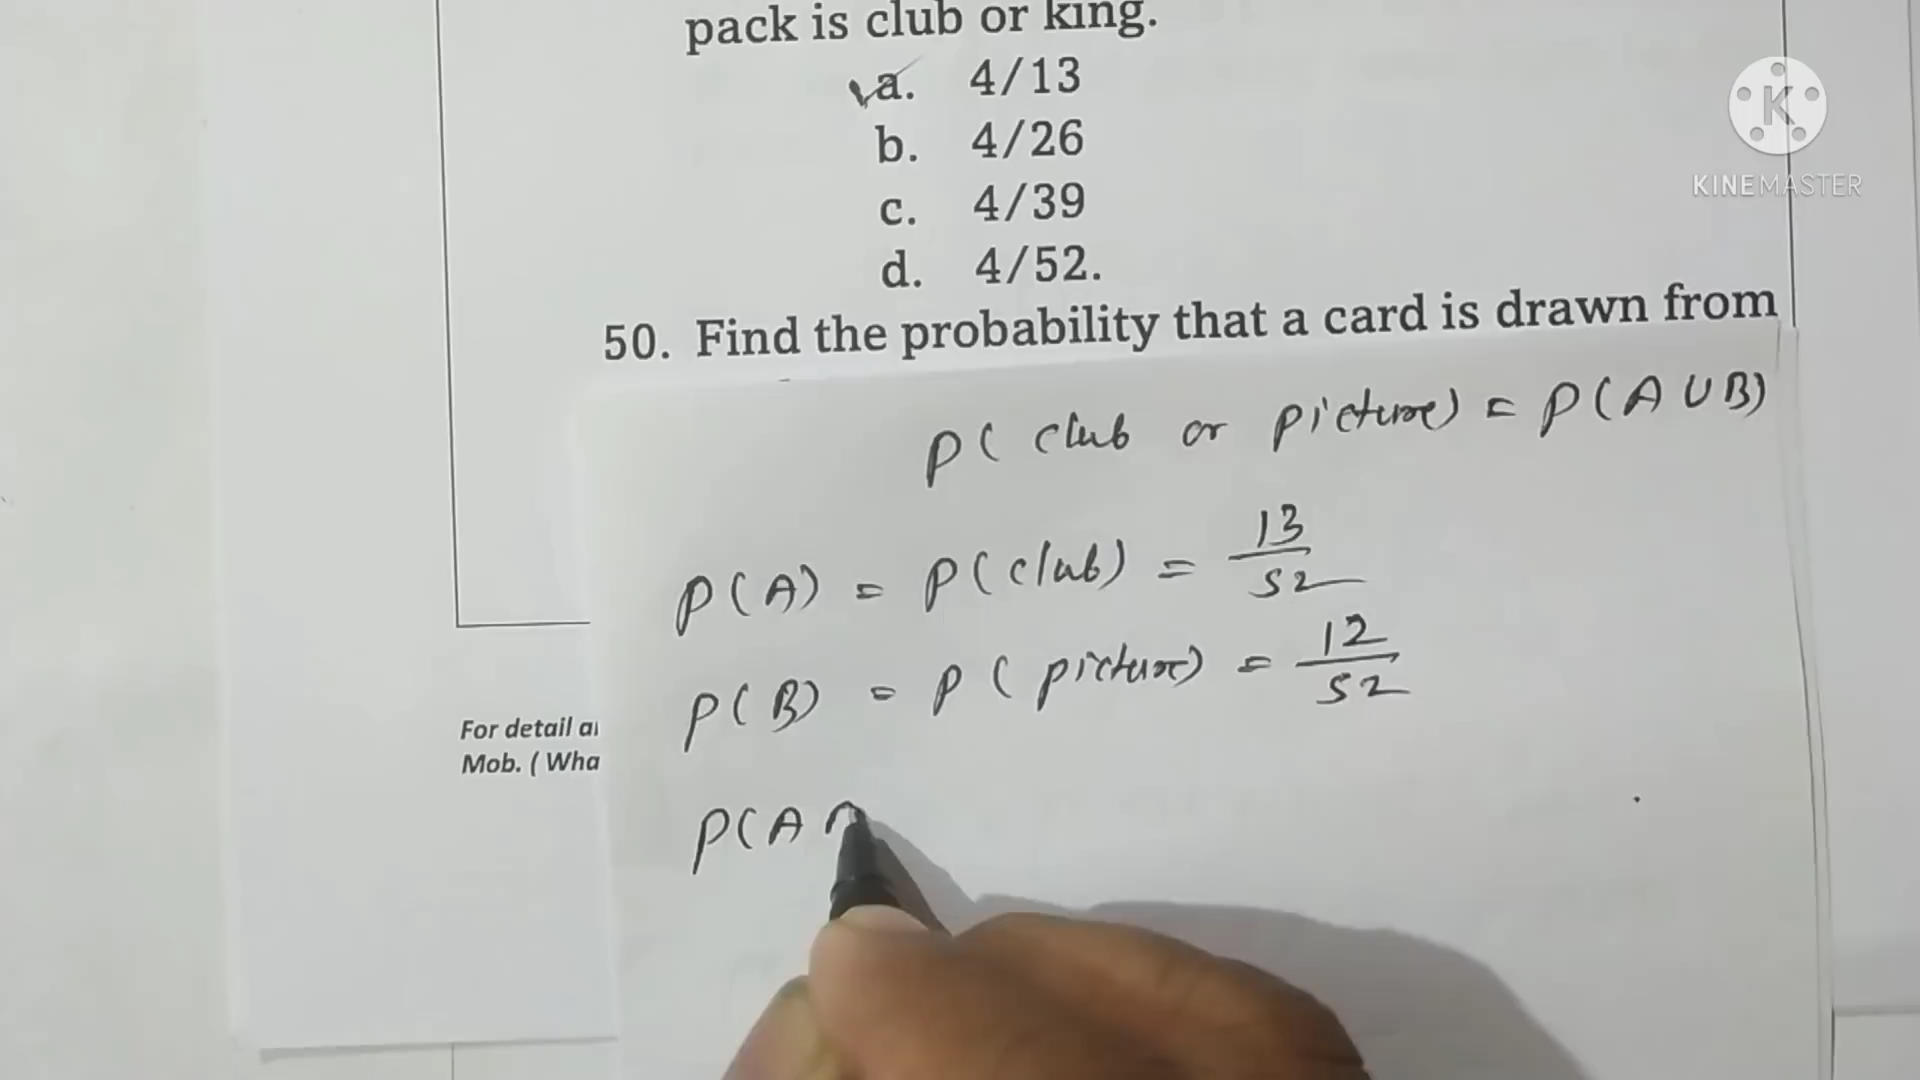 pack is club or king.
a. 4/13
b. 4/26
c. 4/39
d. 4/52.
KINEMASTER
50. Find the probability that a card is drawn from
P( club or picture) = P(A ∪ B)
P(A) = P(club) = 13/52
P(B) = P( picture) = 12/52
P(A ∩
For detail
Mob. ( Wha